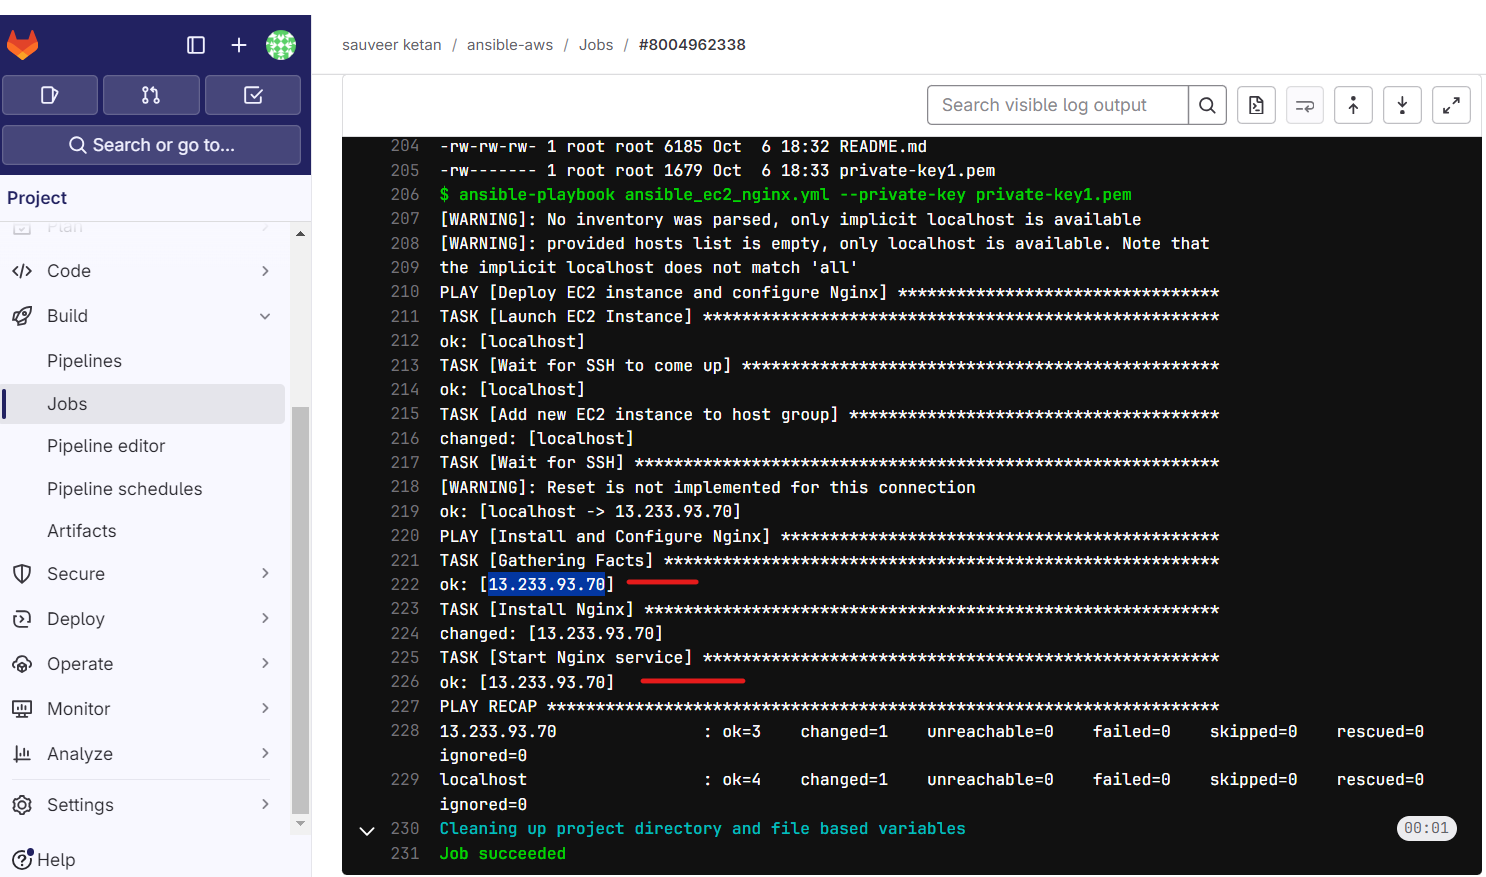 sauveer ketan / ansible-aws / Jobs / #8004962338
Search or go to...
Project
Plan
Code
Build
Pipelines
Jobs
Pipeline editor
Pipeline schedules
Artifacts
Secure
Deploy
Operate
Monitor
Analyze
Settings
Help
Search visible log output
204 -rw-rw-rw- 1 root root 6185 Oct  6 18:32 README.md
205 -rw------- 1 root root 1679 Oct  6 18:33 private-key1.pem
206 $ ansible-playbook ansible_ec2_nginx.yml --private-key private-key1.pem
207 [WARNING]: No inventory was parsed, only implicit localhost is available
208 [WARNING]: provided hosts list is empty, only localhost is available. Note that
209 the implicit localhost does not match 'all'
210 PLAY [Deploy EC2 instance and configure Nginx] *********************************
211 TASK [Launch EC2 Instance] *****************************************************
212 ok: [localhost]
213 TASK [Wait for SSH to come up] *************************************************
214 ok: [localhost]
215 TASK [Add new EC2 instance to host group] **************************************
216 changed: [localhost]
217 TASK [Wait for SSH] ************************************************************
218 [WARNING]: Reset is not implemented for this connection
219 ok: [localhost -> 13.233.93.70]
220 PLAY [Install and Configure Nginx] *********************************************
221 TASK [Gathering Facts] *********************************************************
222 ok: [13.233.93.70]
223 TASK [Install Nginx] ***********************************************************
224 changed: [13.233.93.70]
225 TASK [Start Nginx service] *****************************************************
226 ok: [13.233.93.70]
227 PLAY RECAP *********************************************************************
228 13.233.93.70               : ok=3    changed=1    unreachable=0    failed=0    skipped=0    rescued=0
ignored=0
229 localhost                  : ok=4    changed=1    unreachable=0    failed=0    skipped=0    rescued=0
ignored=0
230 Cleaning up project directory and file based variables 00:01
231 Job succeeded